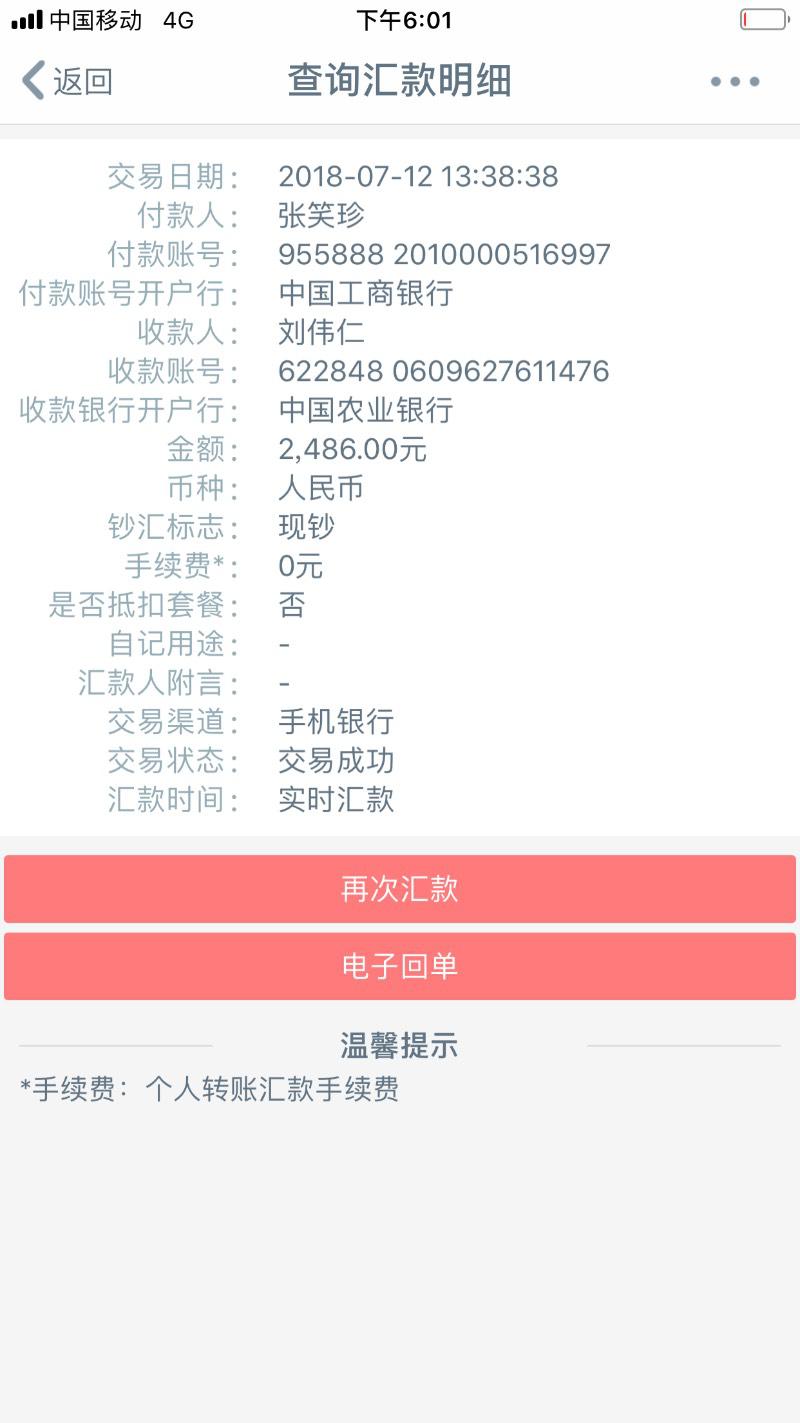 中国移动 4G 下午6:01
返回 查询汇款明细
交易日期： 2018-07-12 13:38:38
付款人： 张笑珍
付款账号： 955888 2010000516997
付款账号开户行： 中国工商银行
收款人： 刘伟仁
收款账号： 622848 0609627611476
收款银行开户行： 中国农业银行
金额： 2,486.00元
币种： 人民币
钞汇标志： 现钞
手续费*： 0元
是否抵扣套餐： 否
自记用途： -
汇款人附言： -
交易渠道： 手机银行
交易状态： 交易成功
汇款时间： 实时汇款
再次汇款
电子回单
温馨提示
*手续费：个人转账汇款手续费